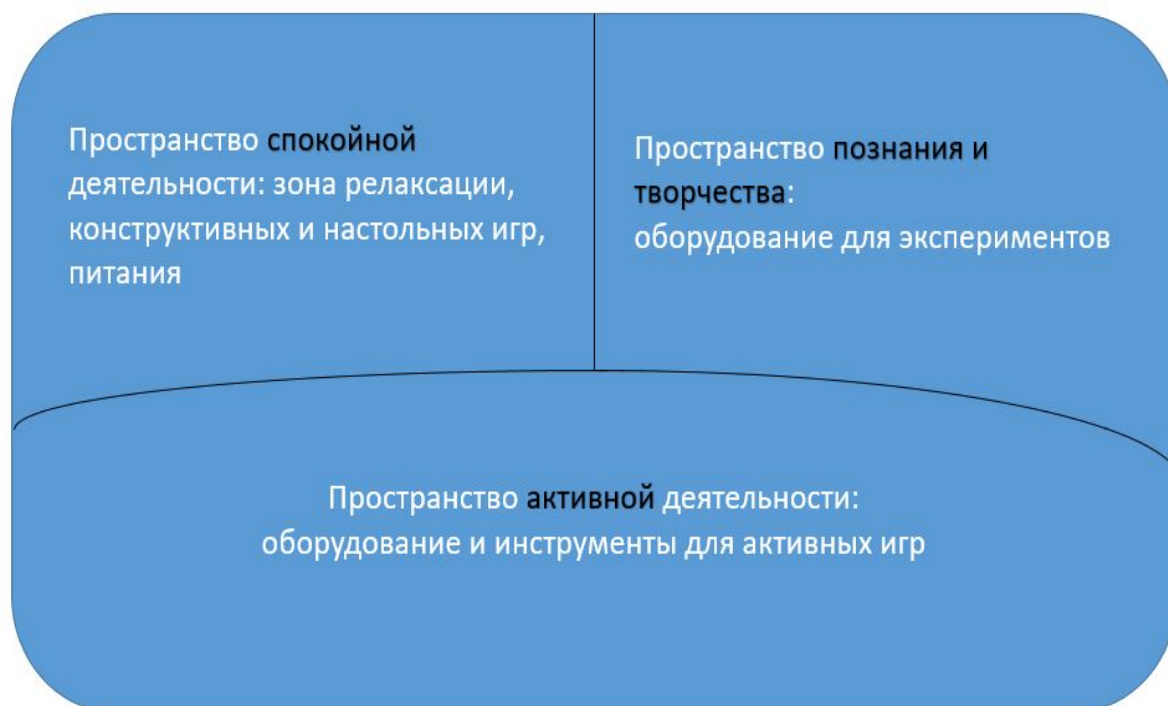 Пространство спокойной
деятельности: зона релаксации,
конструктивных и настольных игр,
питания
Пространство познания и
творчества:
оборудование для экспериментов
Пространство активной деятельности:
оборудование и инструменты для активных игр